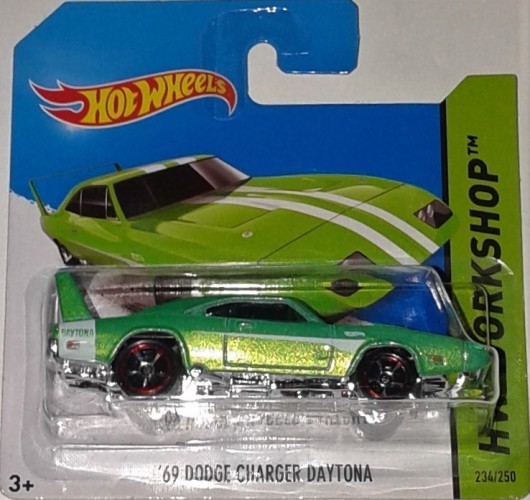 HOT WHEELS
HW WORKSHOP™
DAYTONA
'69 DODGE CHARGER DAYTONA
3+
234/250